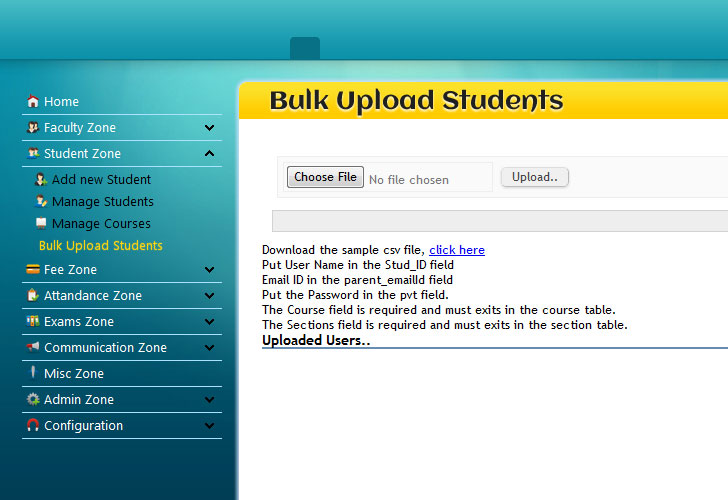 Home
Faculty Zone
Student Zone
Add new Student
Manage Students
Manage Courses
Bulk Upload Students
Fee Zone
Attandance Zone
Exams Zone
Communication Zone
Misc Zone
Admin Zone
Configuration
Bulk Upload Students
Choose File No file chosen Upload..
Download the sample csv file, click here
Put User Name in the Stud_ID field
Email ID in the parent_emailId field
Put the Password in the pvt field.
The Course field is required and must exits in the course table.
The Sections field is required and must exits in the section table.
Uploaded Users..